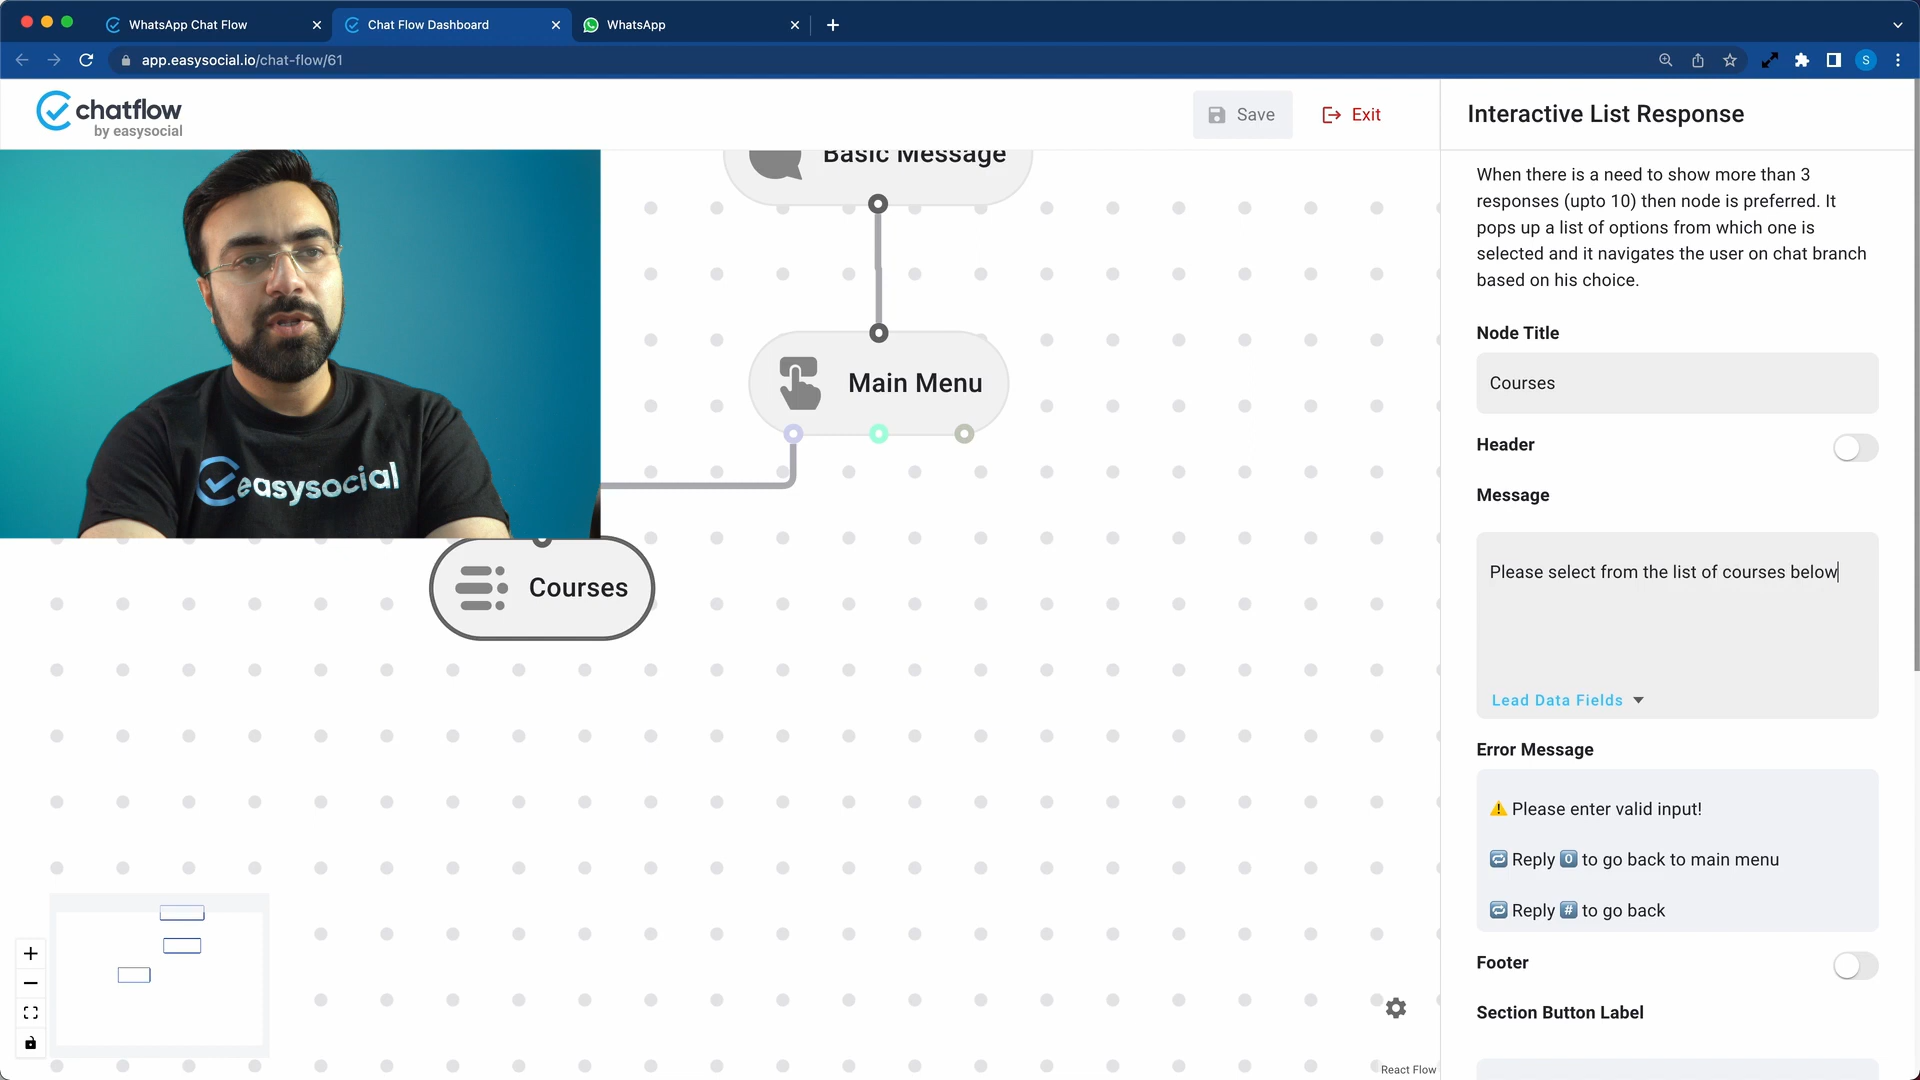 WhatsApp Chat Flow
Chat Flow Dashboard
WhatsApp
app.easysocial.io/chat-flow/61
S
chatflow
by easysocial
Save
Exit
Interactive List Response
Basic Message
easysocial
Main Menu
Courses
When there is a need to show more than 3
responses (upto 10) then node is preferred. It
pops up a list of options from which one is
selected and it navigates the user on chat branch
based on his choice.
Node Title
Courses
Header
Message
Please select from the list of courses below
Lead Data Fields
Error Message
⚠️ Please enter valid input!
🔁 Reply 0️⃣ to go back to main menu
🔁 Reply #️⃣ to go back
Footer
Section Button Label
React Flow